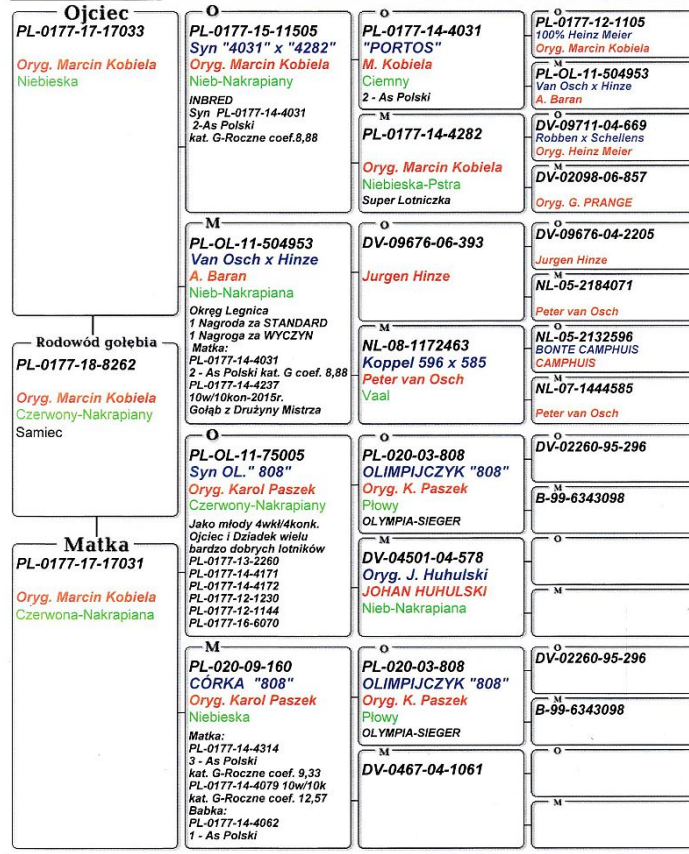 Ojciec
PL-0177-17-17033
Oryg. Marcin Kobiela
Niebieska
Rodowód gołębia
PL-0177-18-8262
Oryg. Marcin Kobiela
Czerwony-Nakrapiany
Samiec
Matka
PL-0177-17-17031
Oryg. Marcin Kobiela
Czerwona-Nakrapiana
O
PL-0177-15-11505
Syn "4031" x "4282"
Oryg. Marcin Kobiela
Nieb-Nakrapiany
INBRED
Syn PL-0177-14-4031
2-As Polski
kat. G-Roczne coef.8,88
M
PL-OL-11-504953
Van Osch x Hinze
A. Baran
Nieb-Nakrapiana
Okręg Legnica
1 Nagroda za STANDARD
1 Nagroga za WYCZYN
Matka:
PL-0177-14-4031
2 - As Polski kat. G coef. 8,88
PL-0177-14-4237
10w/10kon-2015r.
Gołąb z Drużyny Mistrza
O
PL-OL-11-75005
Syn OL." 808"
Oryg. Karol Paszek
Czerwony-Nakrapiany
Jako młody 4wkł/4konk.
Ojciec i Dziadek wielu
bardzo dobrych lotników
PL-0177-13-2260
PL-0177-14-4171
PL-0177-14-4172
PL-0177-12-1230
PL-0177-12-1144
PL-0177-16-6070
M
PL-020-09-160
CÓRKA "808"
Oryg. Karol Paszek
Niebieska
Matka:
PL-0177-14-4314
3 - As Polski
kat. G-Roczne coef. 9,33
PL-0177-14-4079 10w/10k
kat. G-Roczne coef. 12,57
Babka:
PL-0177-14-4062
1 - As Polski
O
PL-0177-14-4031
"PORTOS"
M. Kobiela
Ciemny
2 - As Polski
M
PL-0177-14-4282
Oryg. Marcin Kobiela
Niebieska-Pstra
Super Lotniczka
O
DV-09676-06-393
Jurgen Hinze
M
NL-08-1172463
Koppel 596 x 585
Peter van Osch
Vaal
O
PL-020-03-808
OLIMPIJCZYK "808"
Oryg. K. Paszek
Płowy
OLYMPIA-SIEGER
M
DV-04501-04-578
Oryg. J. Huhulski
JOHAN HUHULSKI
Nieb-Nakrapiana
O
PL-020-03-808
OLIMPIJCZYK "808"
Oryg. K. Paszek
Płowy
OLYMPIA-SIEGER
M
DV-0467-04-1061
O
PL-0177-12-1105
100% Heinz Meier
Oryg. Marcin Kobiela
M
PL-OL-11-504953
Van Osch x Hinze
A. Baran
O
DV-09711-04-669
Robben x Schellens
Oryg. Heinz Meier
M
DV-02098-06-857
Oryg. G. PRANGE
O
DV-09676-04-2205
Jurgen Hinze
M
NL-05-2184071
Peter van Osch
O
NL-05-2132596
BONTE CAMPHUIS
CAMPHUIS
M
NL-07-1444585
Peter van Osch
O
DV-02260-95-296
M
B-99-6343098
O
M
O
DV-02260-95-296
M
B-99-6343098
O
M